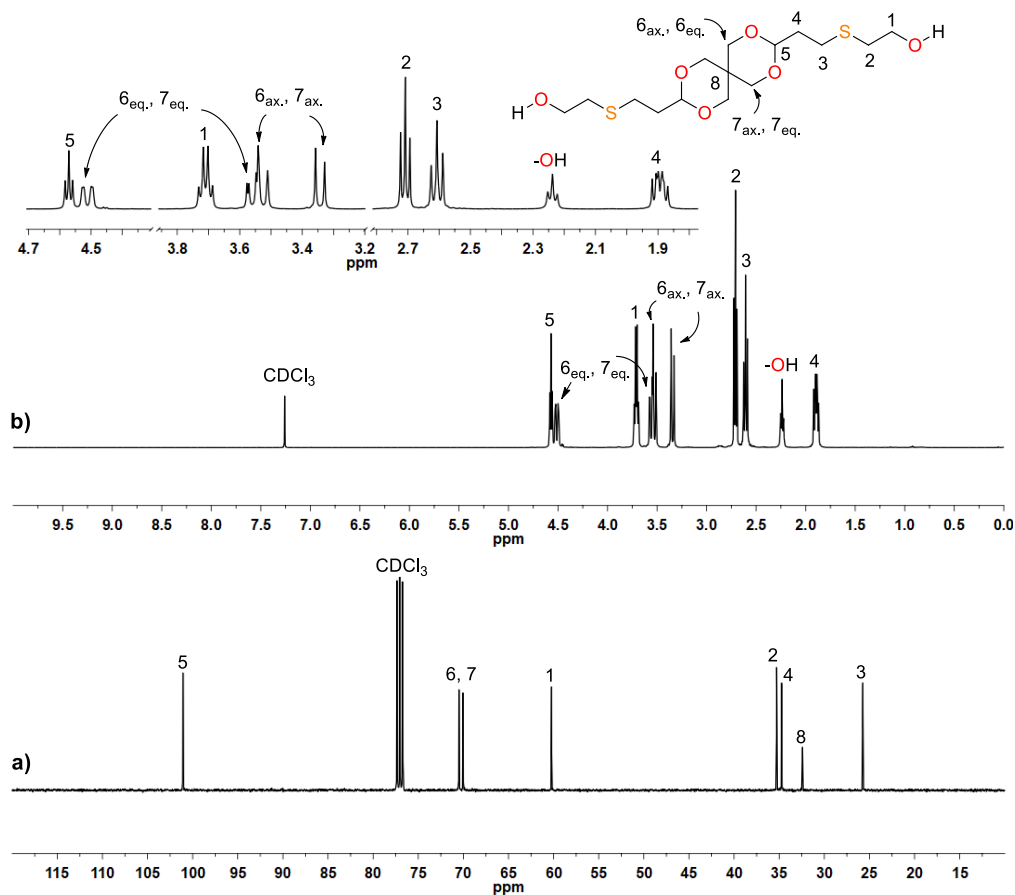 6ax., 6eq.
4
1
O
S
H
5
3
2
O
O
8
O
7ax., 7eq.
O
O
H
S
O
2
6eq., 7eq.
6ax., 7ax.
3
5
1
-OH
4
4.7 4.5 3.8 3.6 3.4 3.2 2.7 2.5 2.3 2.1 1.9
ppm
2
3
6ax., 7ax.
5
1
6eq., 7eq.
-OH
4
CDCl3
b)
9.5 9.0 8.5 8.0 7.5 7.0 6.5 6.0 5.5 5.0 4.5 4.0 3.5 3.0 2.5 2.0 1.5 1.0 0.5 0.0
ppm
CDCl3
5
6, 7
1
2
4
3
8
a)
115 110 105 100 95 90 85 80 75 70 65 60 55 50 45 40 35 30 25 20 15
ppm